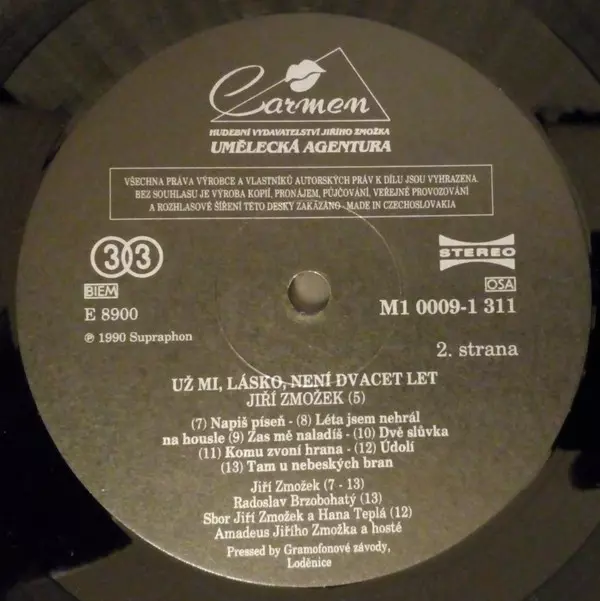 Carmen
HUDEBNÍ VYDAVATELSTVÍ JIŘÍHO ZMOŽKA
UMĚLECKÁ AGENTURA
VŠECHNA PRÁVA VÝROBCE A VLASTNÍKŮ AUTORSKÝCH PRÁV K DÍLU JSOU VYHRAZENA.
BEZ SOUHLASU JE VÝROBA KOPIÍ, PRONÁJEM, PŮJČOVÁNÍ, VEŘEJNÉ PROVOZOVÁNÍ
A ROZHLASOVÉ ŠÍŘENÍ TÉTO DESKY ZAKÁZÁNO · MADE IN CZECHOSLOVAKIA
33
STEREO
BIEM
OSA
E 8900
M1 0009-1 311
℗ 1990 Supraphon
2. strana
UŽ MI, LÁSKO, NENÍ DVACET LET
JIŘÍ ZMOŽEK (5)
(7) Napiš píseň - (8) Léta jsem nehrál
na housle (9) Zas mě naladíš - (10) Dvě slůvka
(11) Komu zvoní hrana - (12) Údolí
(13) Tam u nebeských bran
Jiří Zmožek (7 - 13)
Radoslav Brzobohatý (13)
Sbor Jiří Zmožek a Hana Teplá (12)
Amadeus Jiřího Zmožka a hosté
Pressed by Gramofonové závody,
Loděnice